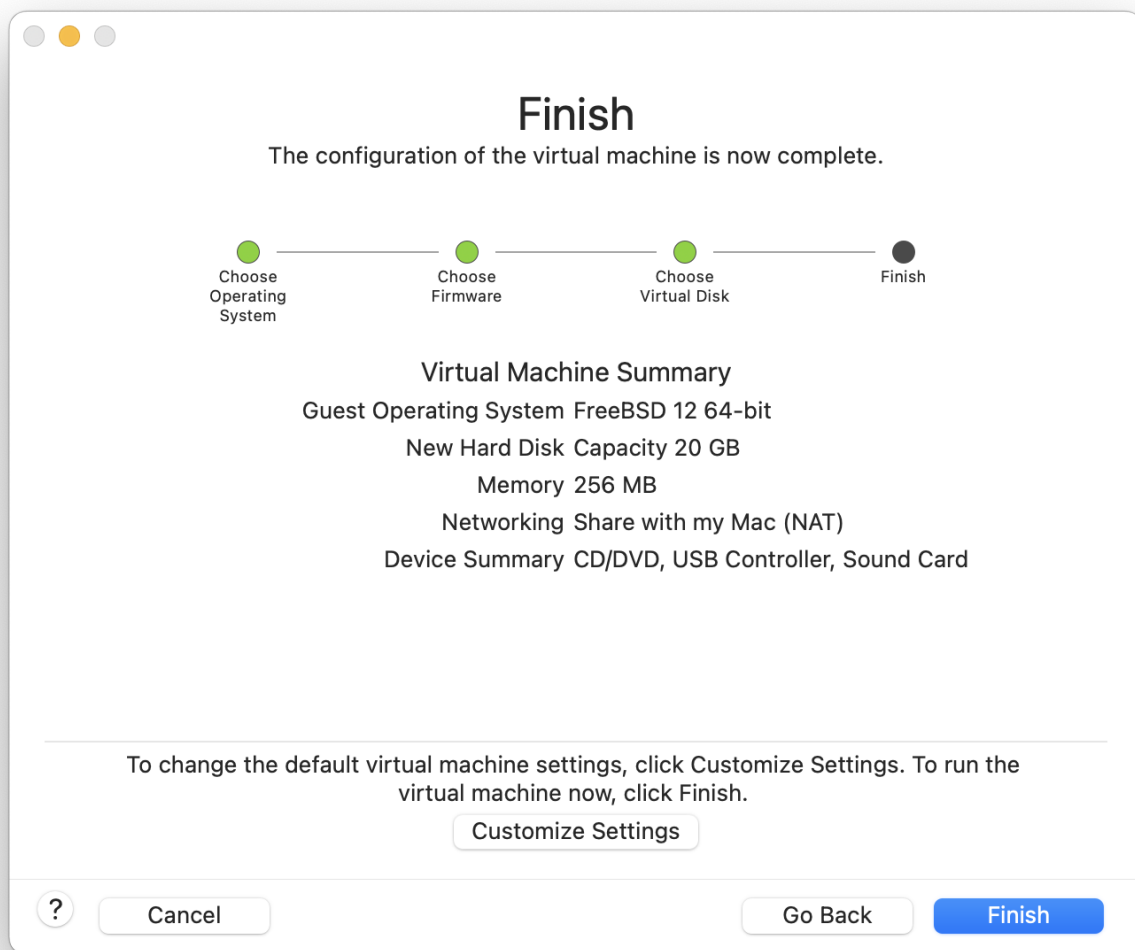 Finish
The configuration of the virtual machine is now complete.
Choose
Operating
System
Choose
Firmware
Choose
Virtual Disk
Finish
Virtual Machine Summary
Guest Operating System FreeBSD 12 64-bit
New Hard Disk Capacity 20 GB
Memory 256 MB
Networking Share with my Mac (NAT)
Device Summary CD/DVD, USB Controller, Sound Card
To change the default virtual machine settings, click Customize Settings. To run the
virtual machine now, click Finish.
Customize Settings
? Cancel Go Back Finish